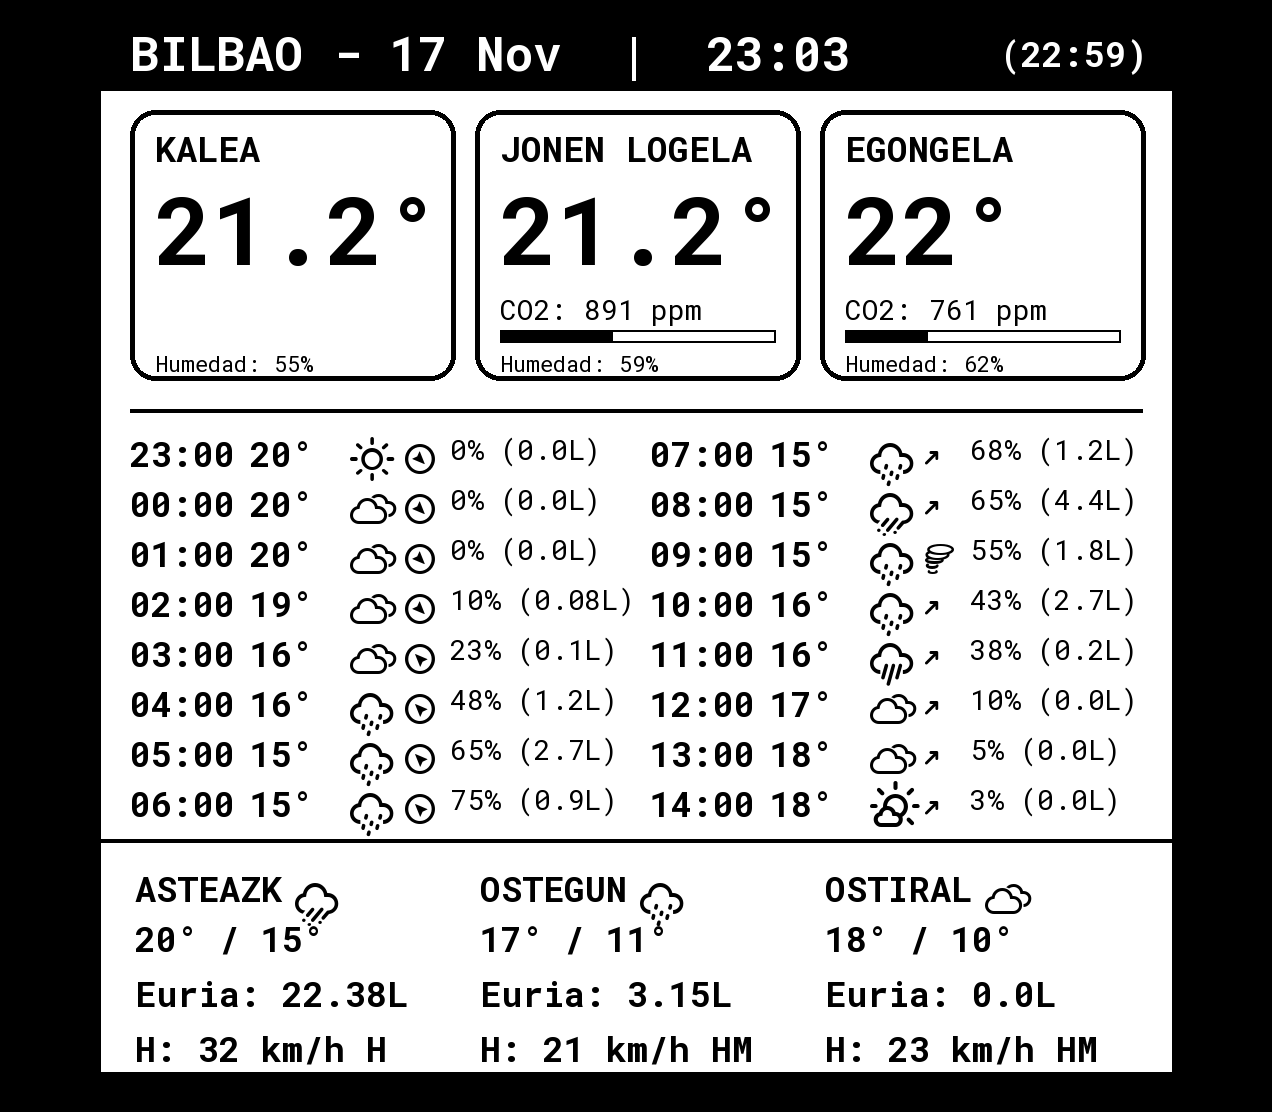 BILBAO - 17 Nov | 23:03 (22:59)
KALEA
21.2°
Humedad: 55%
JONEN LOGELA
21.2°
CO2: 891 ppm
Humedad: 59%
EGONGELA
22°
CO2: 761 ppm
Humedad: 62%
23:00 20° 0% (0.0L)
00:00 20° 0% (0.0L)
01:00 20° 0% (0.0L)
02:00 19° 10% (0.08L)
03:00 16° 23% (0.1L)
04:00 16° 48% (1.2L)
05:00 15° 65% (2.7L)
06:00 15° 75% (0.9L)
07:00 15° 68% (1.2L)
08:00 15° 65% (4.4L)
09:00 15° 55% (1.8L)
10:00 16° 43% (2.7L)
11:00 16° 38% (0.2L)
12:00 17° 10% (0.0L)
13:00 18° 5% (0.0L)
14:00 18° 3% (0.0L)
ASTEAZK
20° / 15°
Euria: 22.38L
H: 32 km/h H
OSTEGUN
17° / 11°
Euria: 3.15L
H: 21 km/h HM
OSTIRAL
18° / 10°
Euria: 0.0L
H: 23 km/h HM